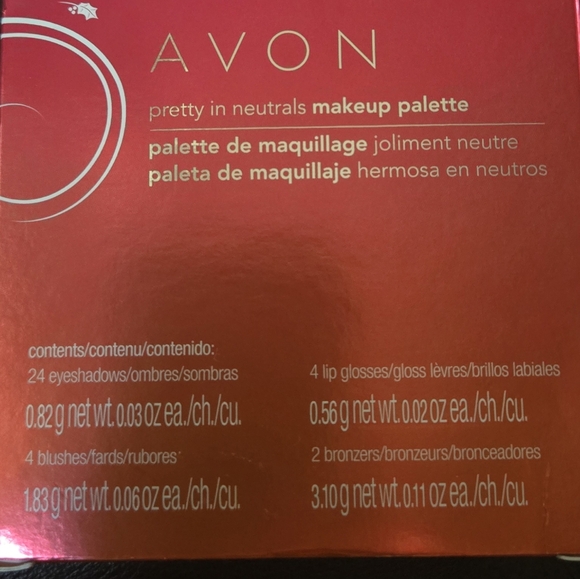 AVON
pretty in neutrals makeup palette
palette de maquillage joliment neutre
paleta de maquillaje hermosa en neutros
contents/contenu/contenido:
24 eyeshadows/ombres/sombras
0.82 g net wt. 0.03 oz ea./ch./cu.
4 blushes/fards/rubores
1.83 g net wt. 0.06 oz ea./ch./cu.
4 lip glosses/gloss lèvres/brillos labiales
0.56 g net wt. 0.02 oz ea./ch./cu.
2 bronzers/bronzeurs/bronceadores
3.10 g net wt. 0.11 oz ea./ch./cu.